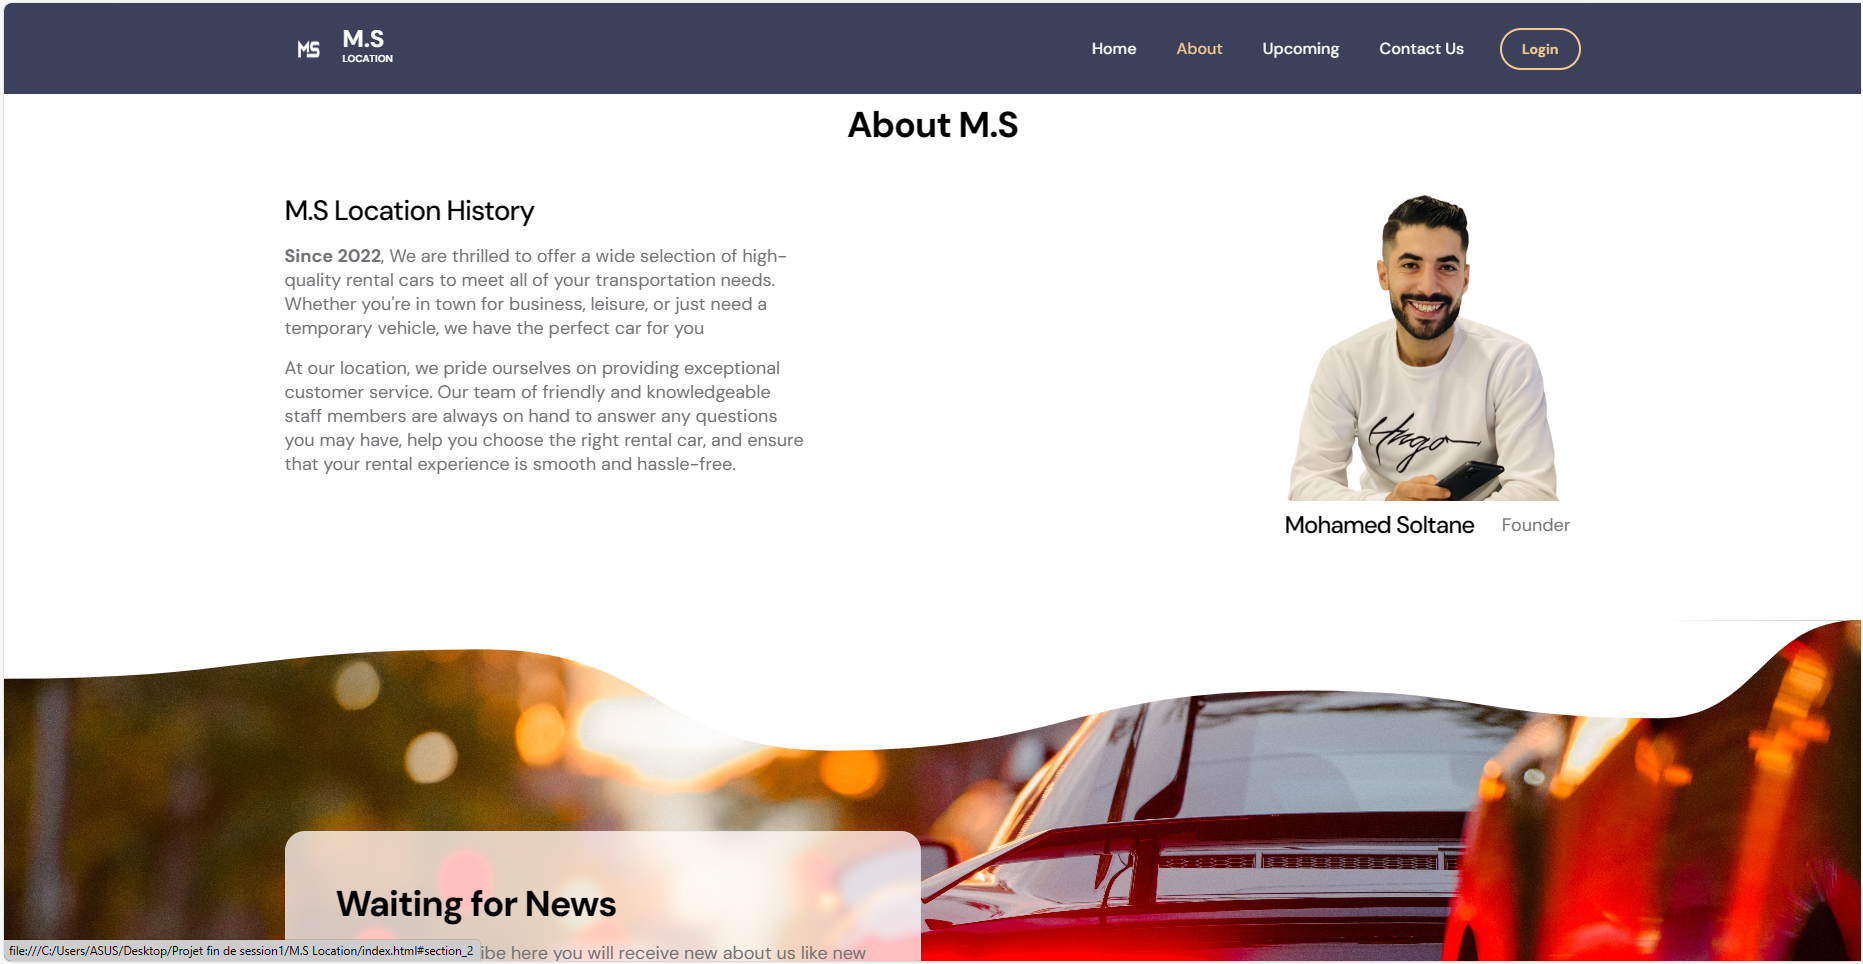 MS
M.S
LOCATION
Home
About
Upcoming
Contact Us
Login
About M.S
M.S Location History
Since 2022, We are thrilled to offer a wide selection of high-
quality rental cars to meet all of your transportation needs.
Whether you're in town for business, leisure, or just need a
temporary vehicle, we have the perfect car for you
At our location, we pride ourselves on providing exceptional
customer service. Our team of friendly and knowledgeable
staff members are always on hand to answer any questions
you may have, help you choose the right rental car, and ensure
that your rental experience is smooth and hassle-free.
Hugo
Mohamed Soltane
Founder
Waiting for News
here you will receive new about us like new
file:///C:/Users/ASUS/Desktop/Projet fin de session1/M.S Location/index.html#section_2